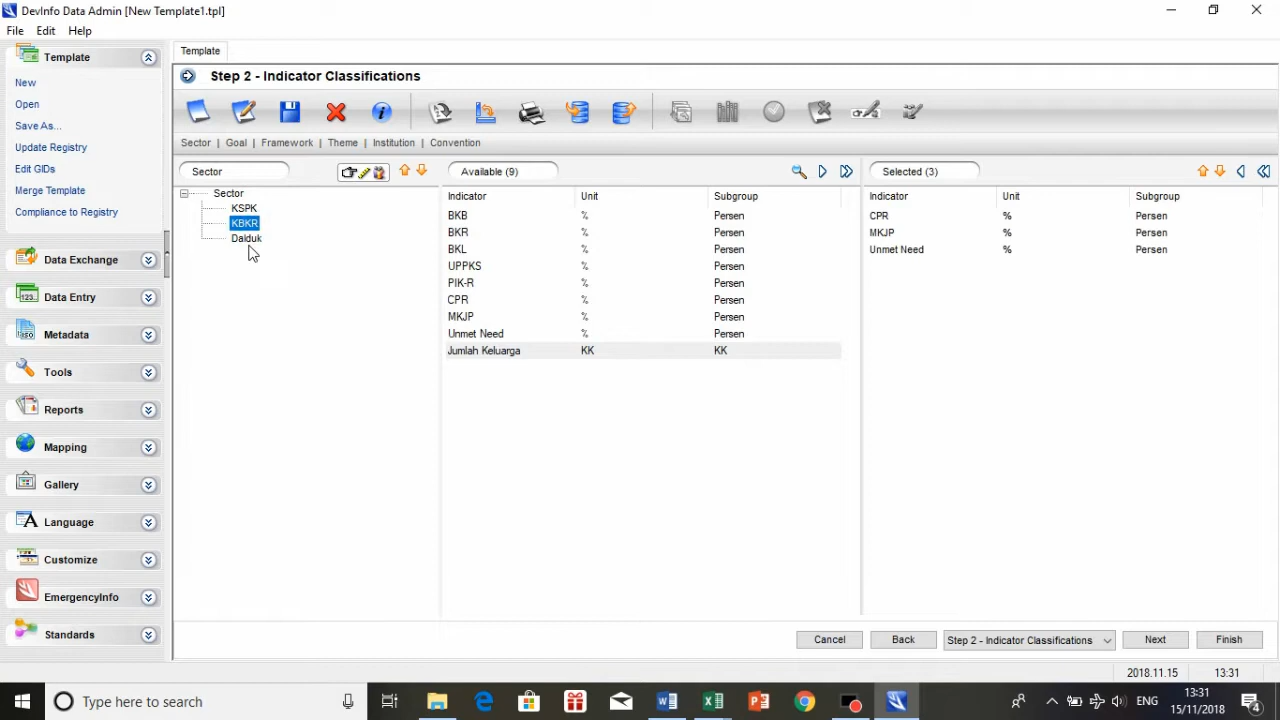 DevInfo Data Admin [New Template1.tpl]
File Edit Help
Template
New
Open
Save As...
Update Registry
Edit GIDs
Merge Template
Compliance to Registry
Data Exchange
Data Entry
Metadata
Tools
Reports
Mapping
Gallery
Language
Customize
EmergencyInfo
Standards
Template
Step 2 - Indicator Classifications
Sector | Goal | Framework | Theme | Institution | Convention
Sector
Sector
KSPK
KBKR
Dalduk
Available (9)
Indicator Unit Subgroup
BKB % Persen
BKR % Persen
BKL % Persen
UPPKS % Persen
PIK-R % Persen
CPR % Persen
MKJP % Persen
Unmet Need % Persen
Jumlah Keluarga KK KK
Selected (3)
Indicator Unit Subgroup
CPR % Persen
MKJP % Persen
Unmet Need % Persen
Cancel Back Step 2 - Indicator Classifications Next Finish
2018.11.15 13:31
Type here to search
ENG
13:31
15/11/2018
4